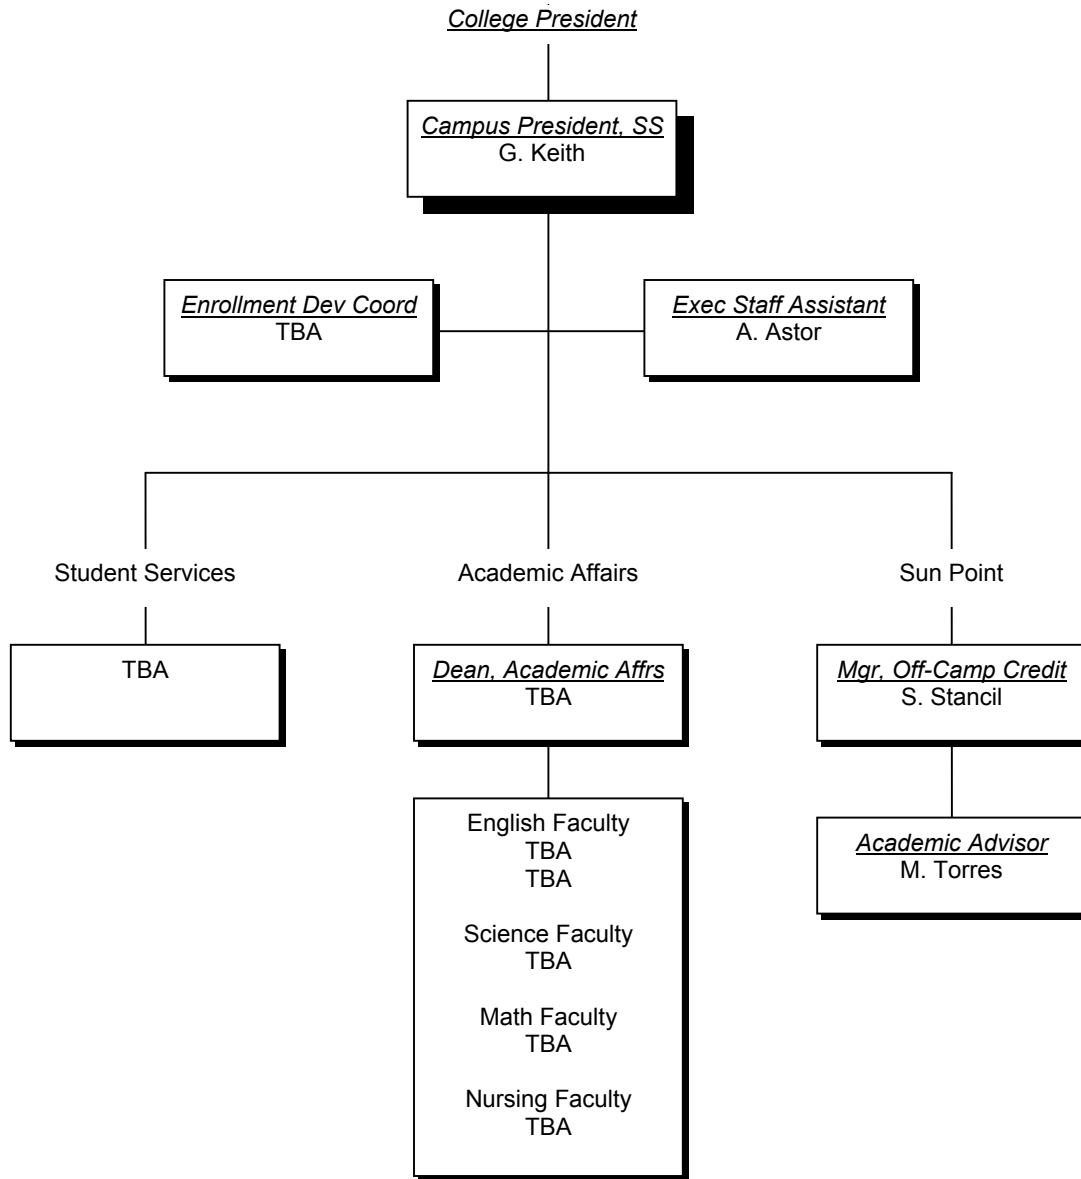 College President
Campus President, SS
G. Keith
Enrollment Dev Coord
TBA
Exec Staff Assistant
A. Astor
Student Services
Academic Affairs
Sun Point
TBA
Dean, Academic Affrs
TBA
Mgr, Off-Camp Credit
S. Stancil
English Faculty
TBA
TBA
Science Faculty
TBA
Math Faculty
TBA
Nursing Faculty
TBA
Academic Advisor
M. Torres